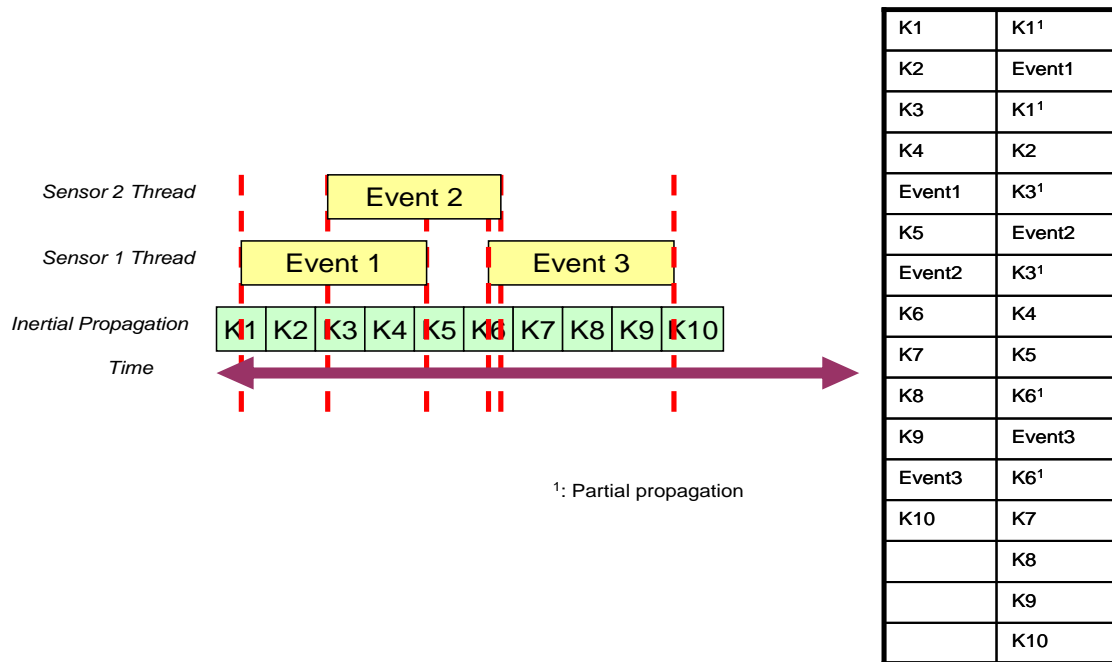 Sensor 2 Thread
Event 2
Sensor 1 Thread
Event 1
Event 3
Inertial Propagation
K1 K2 K3 K4 K5 K6 K7 K8 K9 K10
Time
¹: Partial propagation
K1 K1¹
K2 Event1
K3 K1¹
K4 K2
Event1 K3¹
K5 Event2
Event2 K3¹
K6 K4
K7 K5
K8 K6¹
K9 Event3
Event3 K6¹
K10 K7
K8
K9
K10